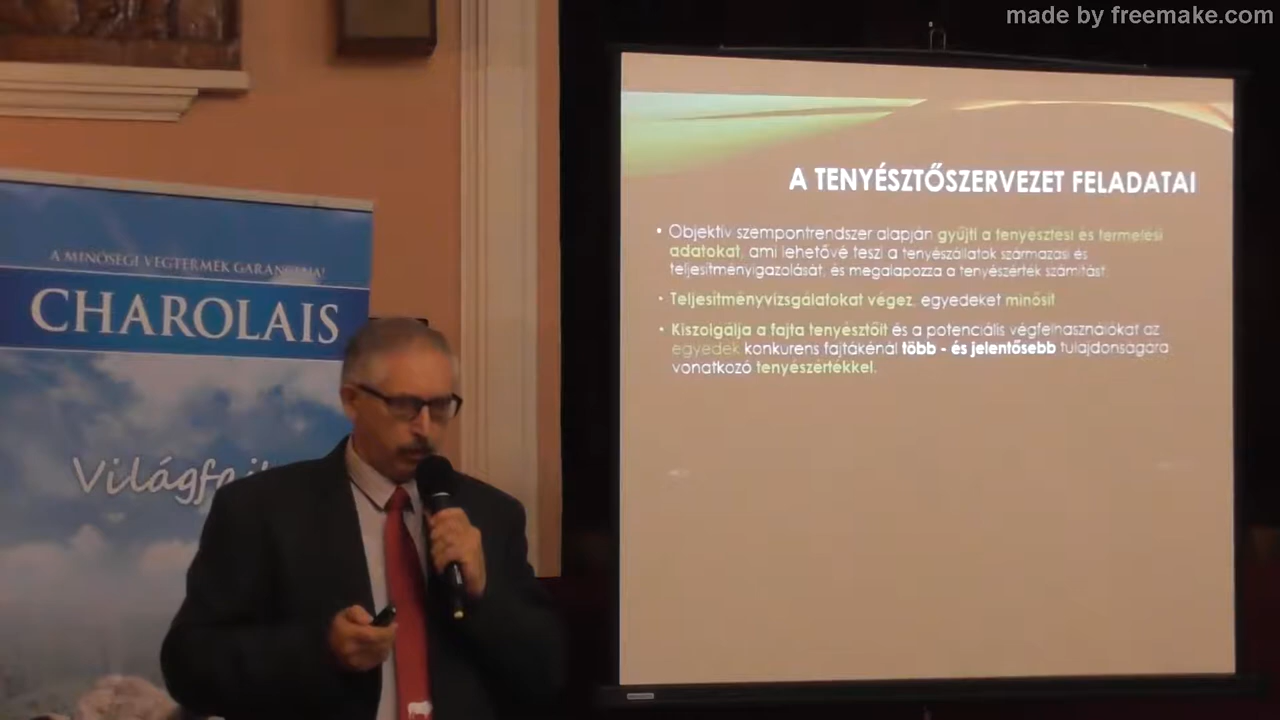 made by freemake.com
A MINŐSÉGI VÉGTERMÉK GARANCIÁJA!
CHAROLAIS
Világfaj
A TENYÉSZTŐSZERVEZET FELADATAI
• Objektív szempontrendszer alapján gyűjti a tenyésztési és termelési
adatokat, ami lehetővé teszi a tenyészállatok származási és
teljesítményigazolását, és megalapozza a tenyészérték számítást.
• Teljesítményvizsgálatokat végez, egyedeket minősít
• Kiszolgálja a fajta tenyésztőit és a potenciális végfelhasználókat az
egyedek konkurens fajtákénál több - és jelentősebb tulajdonságára
vonatkozó tenyészértékkel.